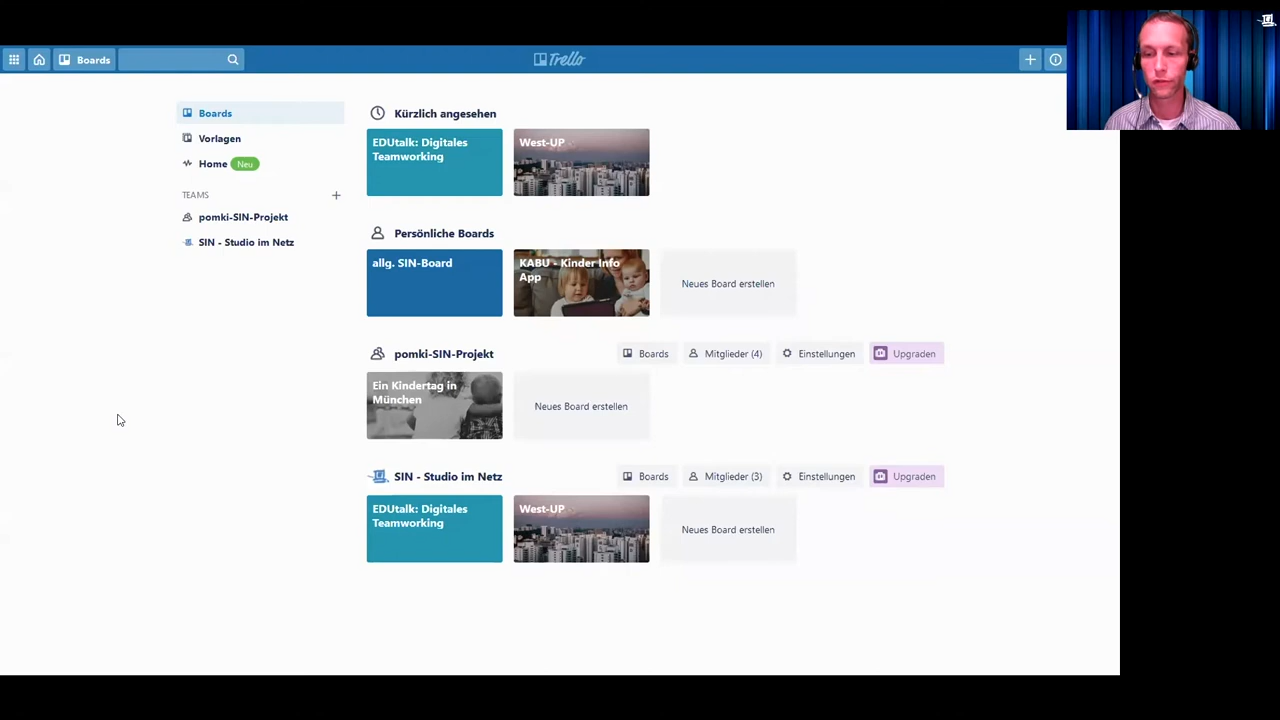 Boards
Trello
Boards
Vorlagen
Home Neu
TEAMS
pomki-SIN-Projekt
SIN - Studio im Netz
Kürzlich angesehen
EDUtalk: Digitales
Teamworking
West-UP
Persönliche Boards
allg. SIN-Board
KABU - Kinder Info
App
Neues Board erstellen
pomki-SIN-Projekt
Boards
Mitglieder (4)
Einstellungen
Upgraden
Ein Kindertag in
München
Neues Board erstellen
SIN - Studio im Netz
Boards
Mitglieder (3)
Einstellungen
Upgraden
EDUtalk: Digitales
Teamworking
West-UP
Neues Board erstellen